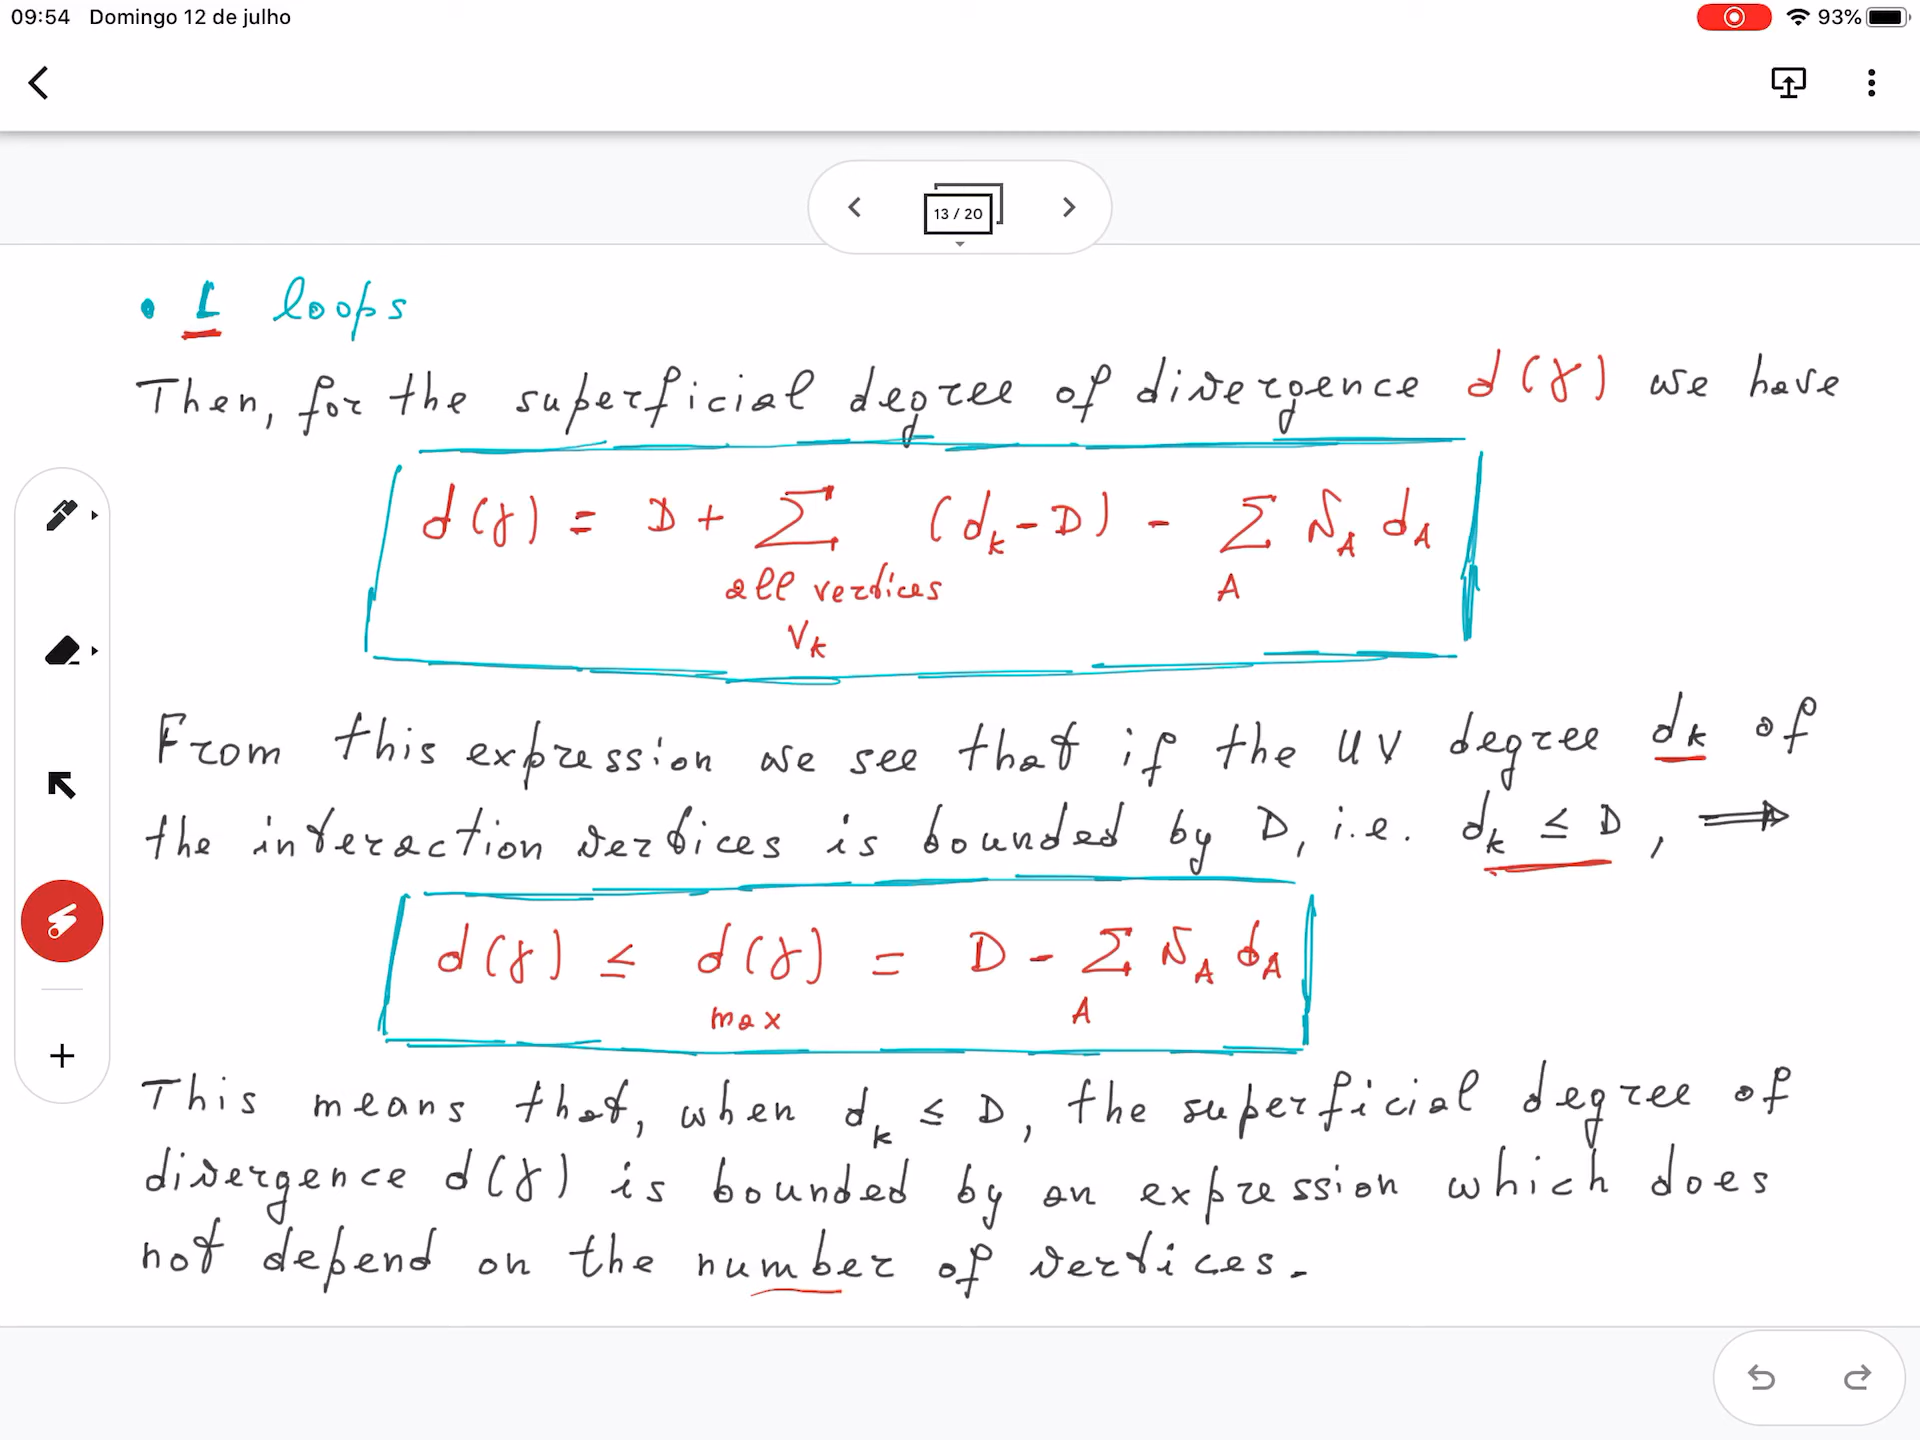 09:54 Domingo 12 de julho 93%
13 / 20
• L loops
Then, for the superficial degree of divergence d(γ) we have
d(γ) = D + Σ (d_k - D) - Σ N_A d_A
all vertices A
V_k
From this expression we see that if the UV degree d_k of
the interaction vertices is bounded by D, i.e. d_k ≤ D, ⟹
d(γ) ≤ d(γ) = D - Σ N_A d_A
max A
This means that, when d_k ≤ D, the superficial degree of
divergence d(γ) is bounded by an expression which does
not depend on the number of vertices.